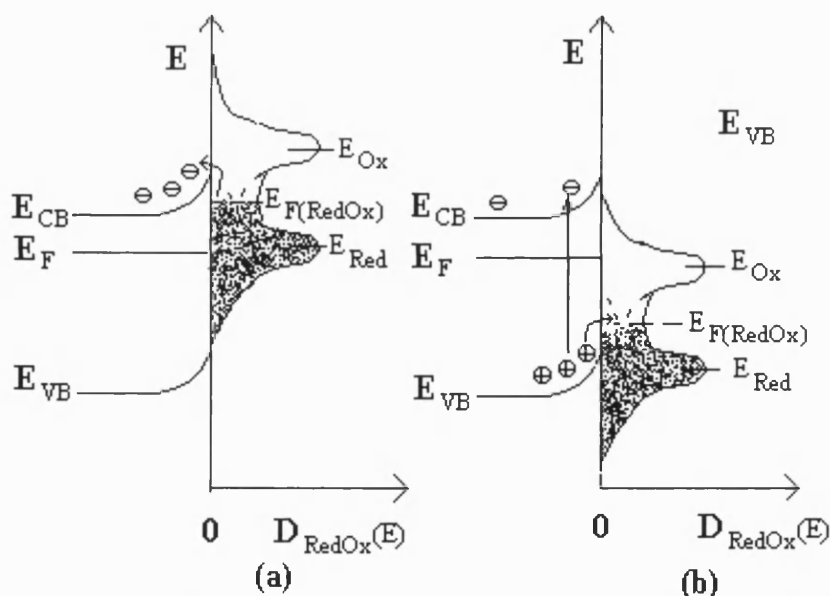 E
E_Ox
E_CB
E_F(RedOx)
E_F
E_Red
E_VB
0
D_RedOx(E)
(a)
E
E_VB
E_CB
E_F
E_Ox
E_F(RedOx)
E_VB
E_Red
0
D_RedOx(E)
(b)